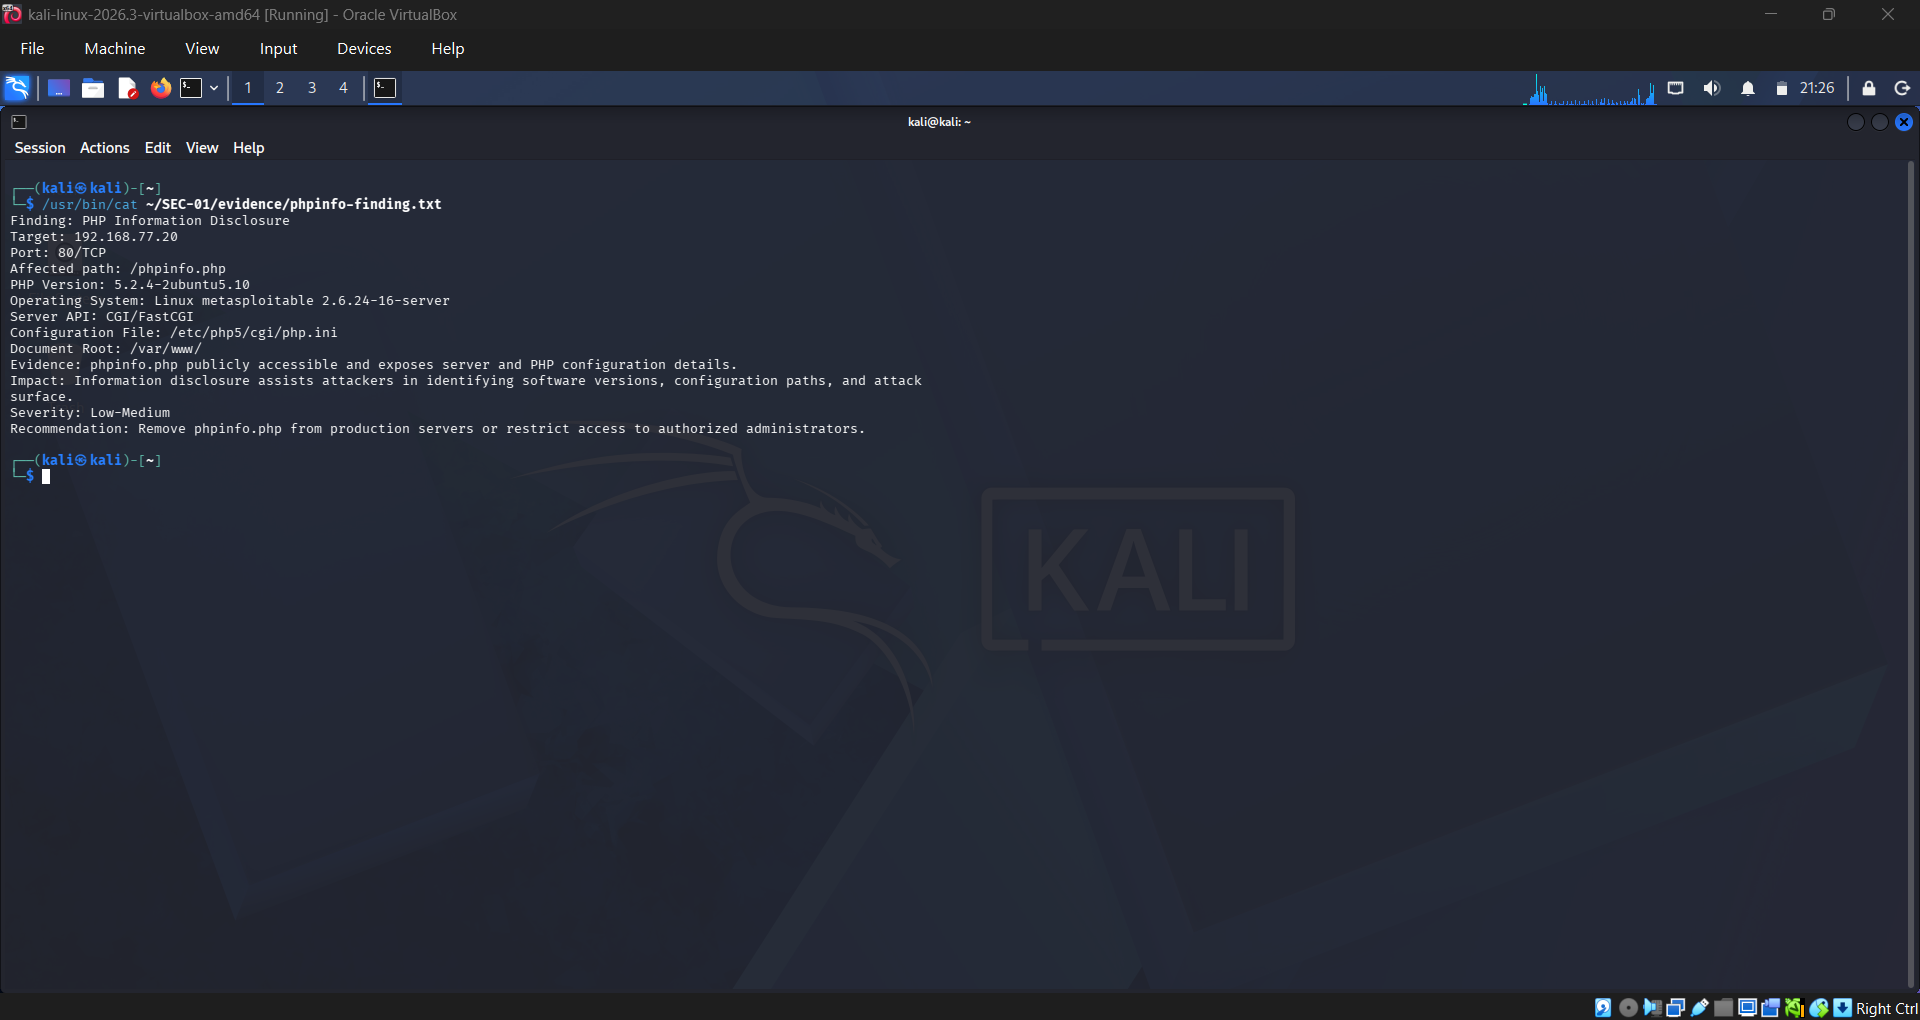 kali-linux-2026.3-virtualbox-amd64 [Running] - Oracle VirtualBox
File Machine View Input Devices Help
1 2 3 4 21:26
kali@kali: ~
Session Actions Edit View Help
┌──(kali㉿kali)-[~]
└─$ /usr/bin/cat ~/SEC-01/evidence/phpinfo-finding.txt
Finding: PHP Information Disclosure
Target: 192.168.77.20
Port: 80/TCP
Affected path: /phpinfo.php
PHP Version: 5.2.4-2ubuntu5.10
Operating System: Linux metasploitable 2.6.24-16-server
Server API: CGI/FastCGI
Configuration File: /etc/php5/cgi/php.ini
Document Root: /var/www/
Evidence: phpinfo.php publicly accessible and exposes server and PHP configuration details.
Impact: Information disclosure assists attackers in identifying software versions, configuration paths, and attack
surface.
Severity: Low-Medium
Recommendation: Remove phpinfo.php from production servers or restrict access to authorized administrators.
┌──(kali㉿kali)-[~]
└─$
KALI
Right Ctrl